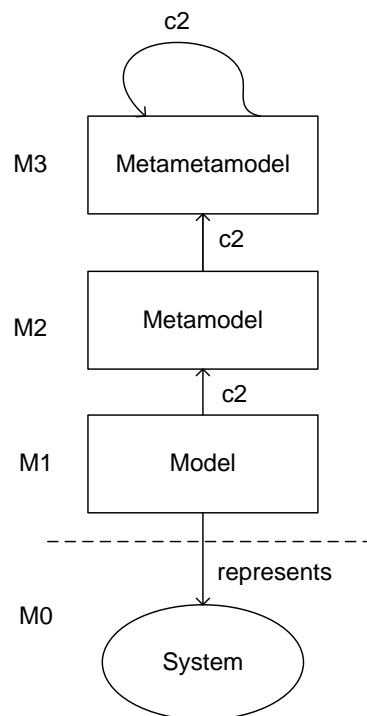 c2
M3
Metametamodel
c2
M2
Metamodel
c2
M1
Model
represents
M0
System